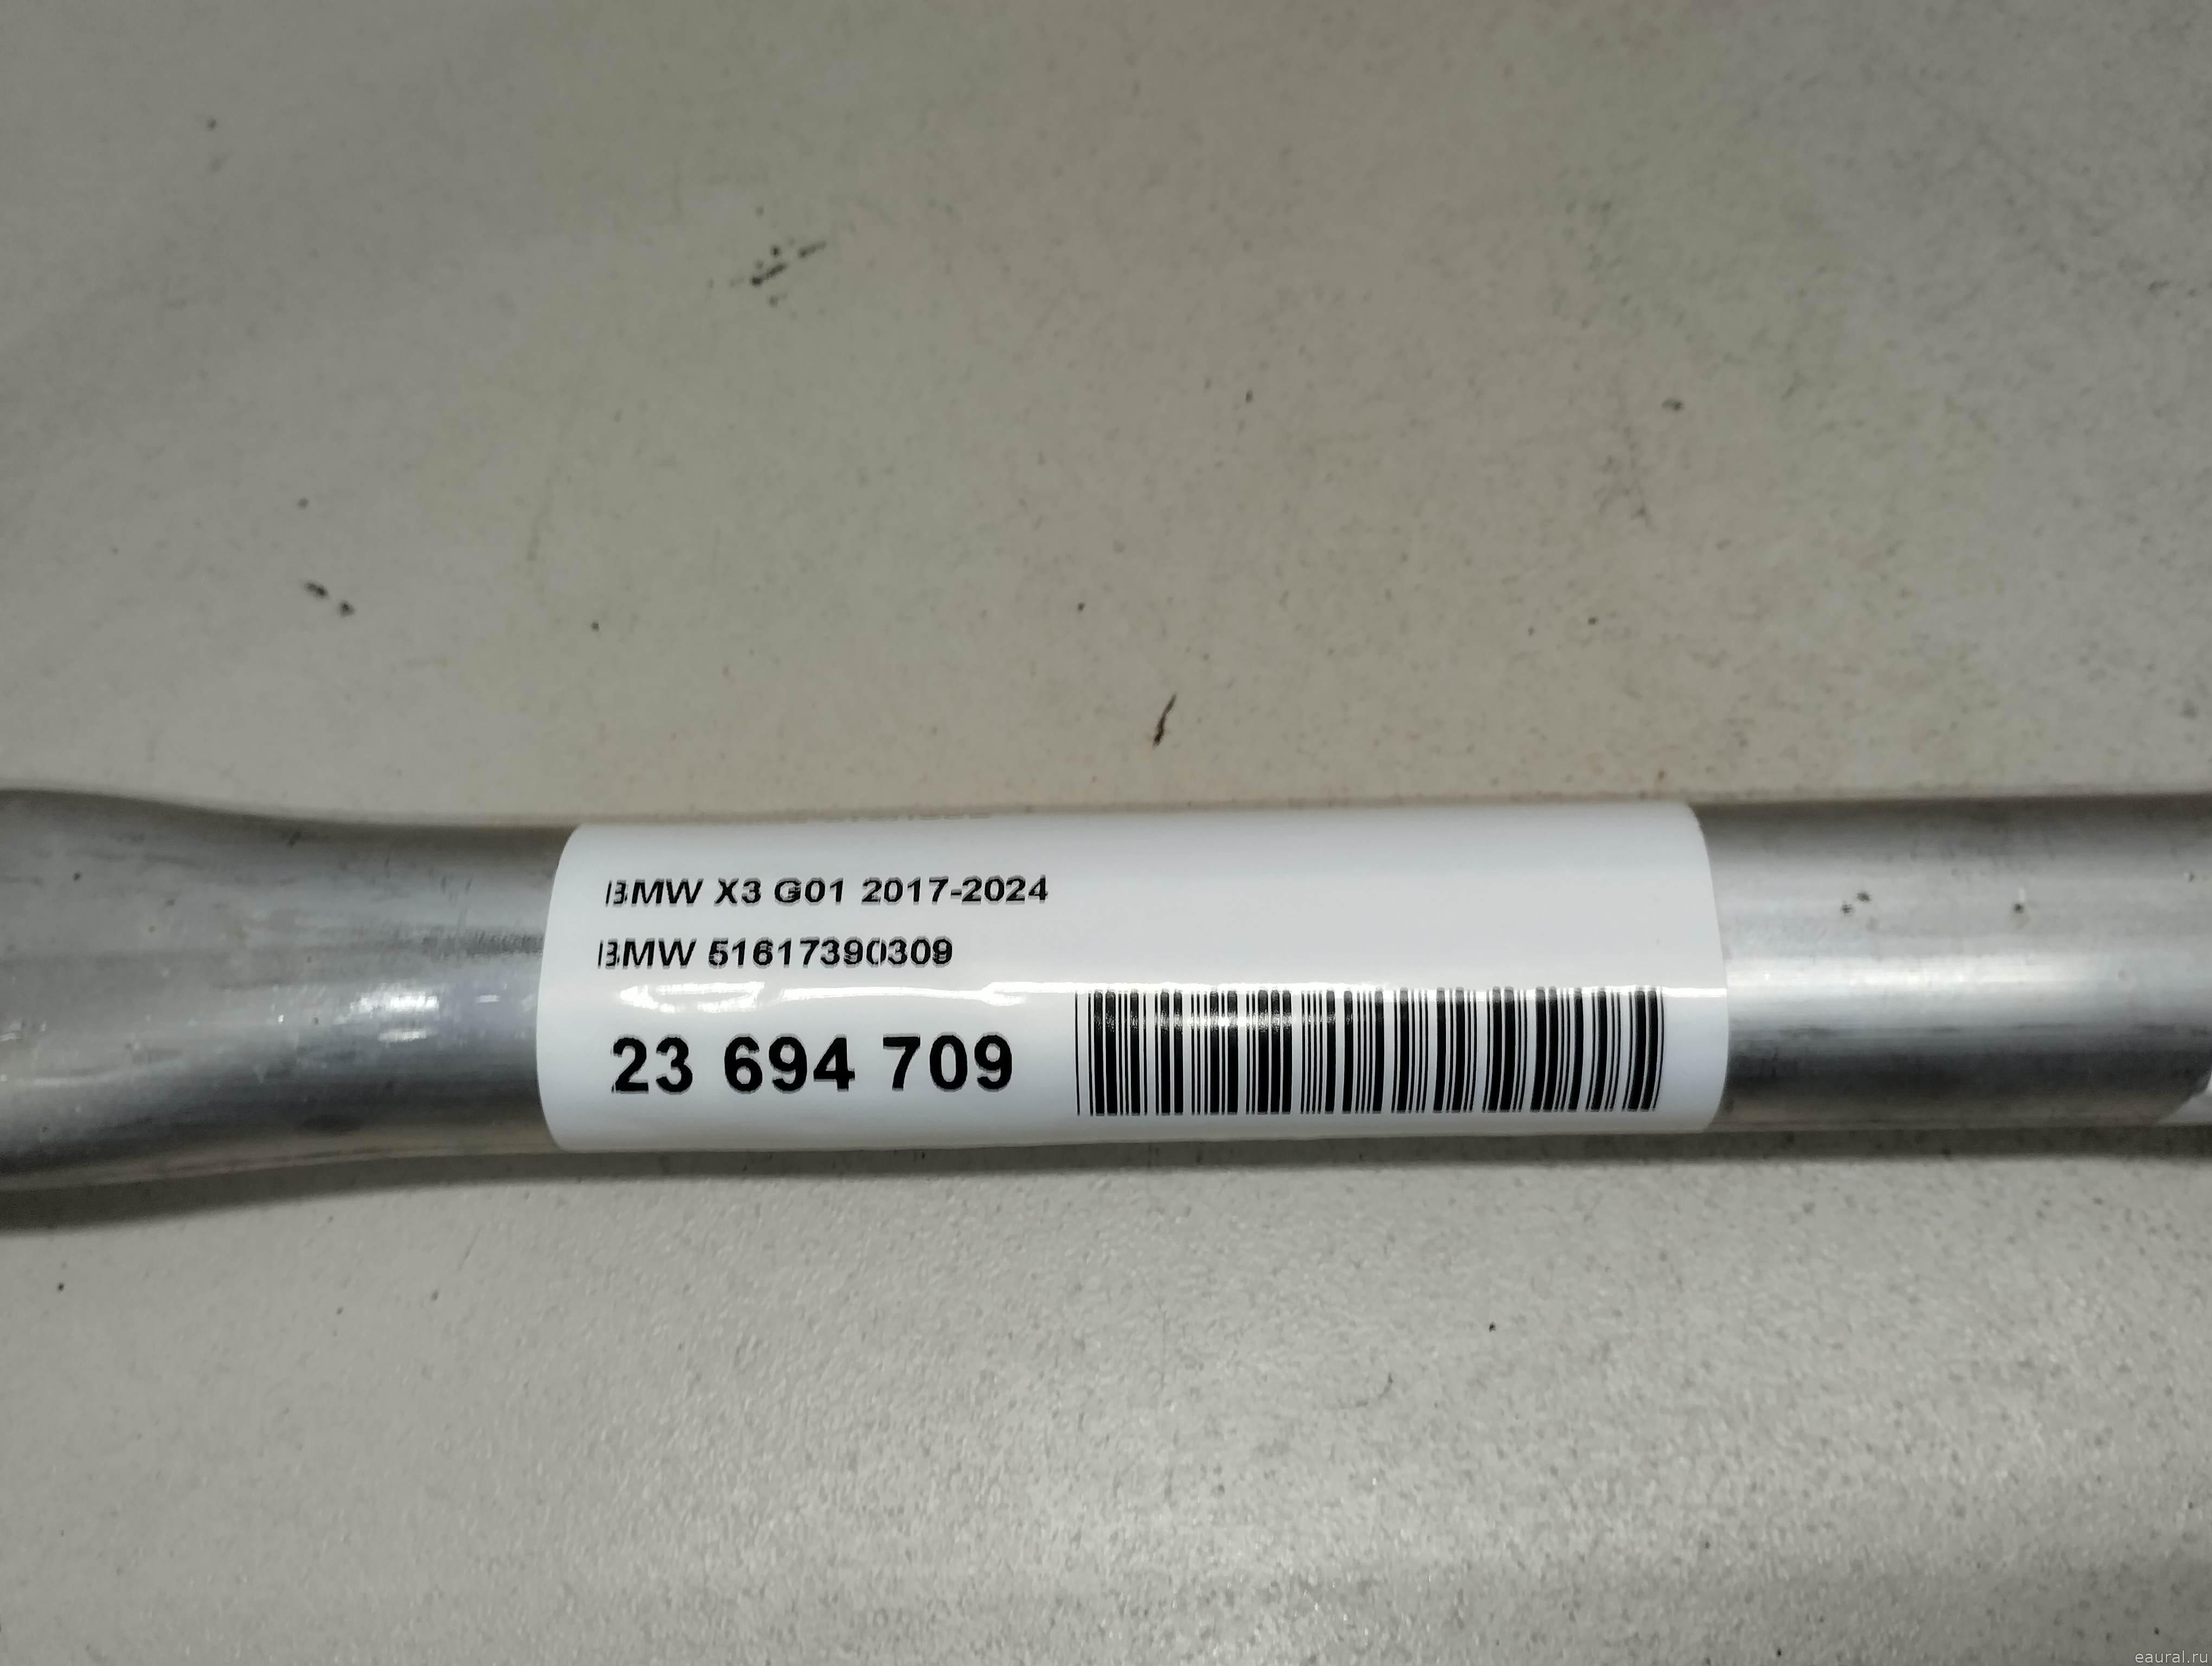 BMW X3 G01 2017-2024
BMW 51617390309
23 694 709
eaural.ru